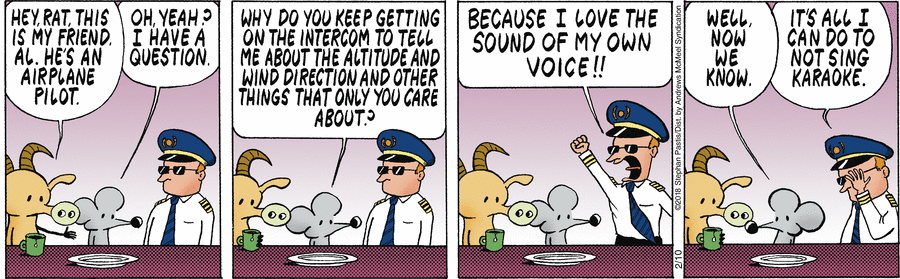 HEY, RAT. THIS
IS MY FRIEND,
AL. HE'S AN
AIRPLANE
PILOT.
OH, YEAH?
I HAVE A
QUESTION.
WHY DO YOU KEEP GETTING
ON THE INTERCOM TO TELL
ME ABOUT THE ALTITUDE AND
WIND DIRECTION AND OTHER
THINGS THAT ONLY YOU CARE
ABOUT?
BECAUSE I LOVE THE
SOUND OF MY OWN
VOICE!!
©2018 Stephan Pastis/Dist. by Andrews McMeel Syndication
2/10
WELL,
NOW
WE
KNOW.
IT'S ALL I
CAN DO TO
NOT SING
KARAOKE.